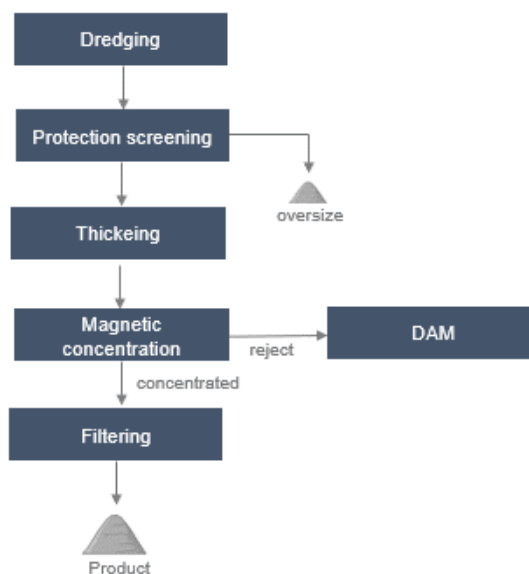 Dredging
Protection screening
oversize
Thickeing
Magnetic
concentration
reject
DAM
concentrated
Filtering
Product